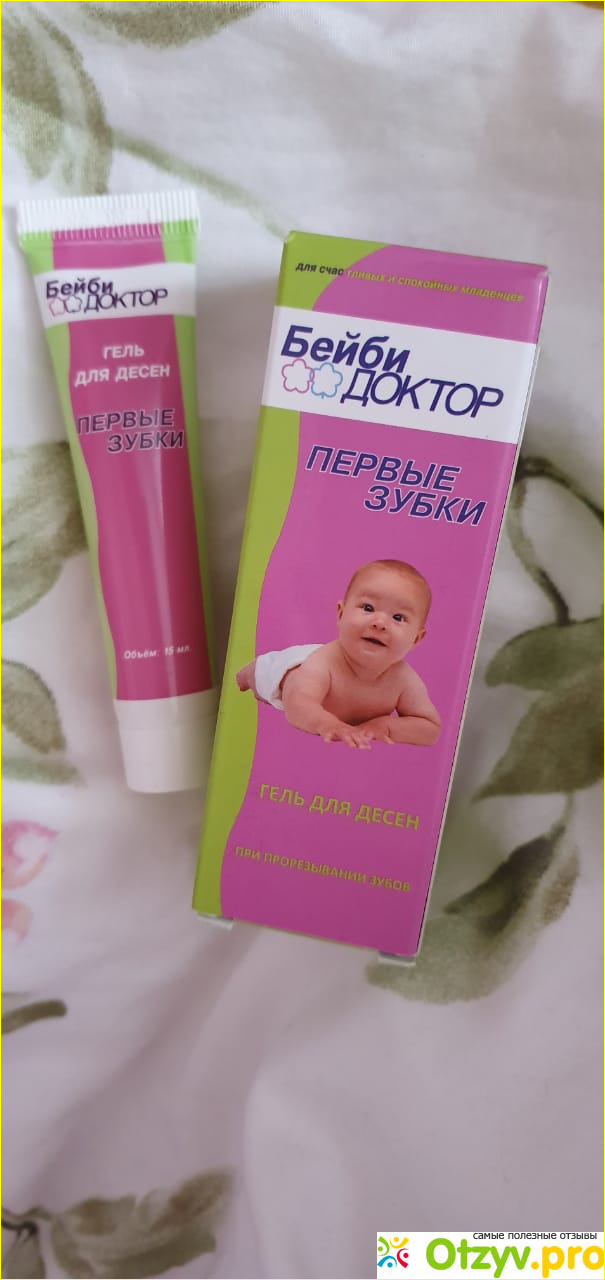 Бейби
ДОКТОР
ГЕЛЬ
ДЛЯ ДЕСЕН
ПЕРВЫЕ
ЗУБКИ
Объём: 15 мл.
для счастливых и спокойных младенцев
Бейби
ДОКТОР
ПЕРВЫЕ
ЗУБКИ
ГЕЛЬ ДЛЯ ДЕСЕН
ПРИ ПРОРЕЗЫВАНИИ ЗУБОВ
самые полезные отзывы
Otzyv.pro